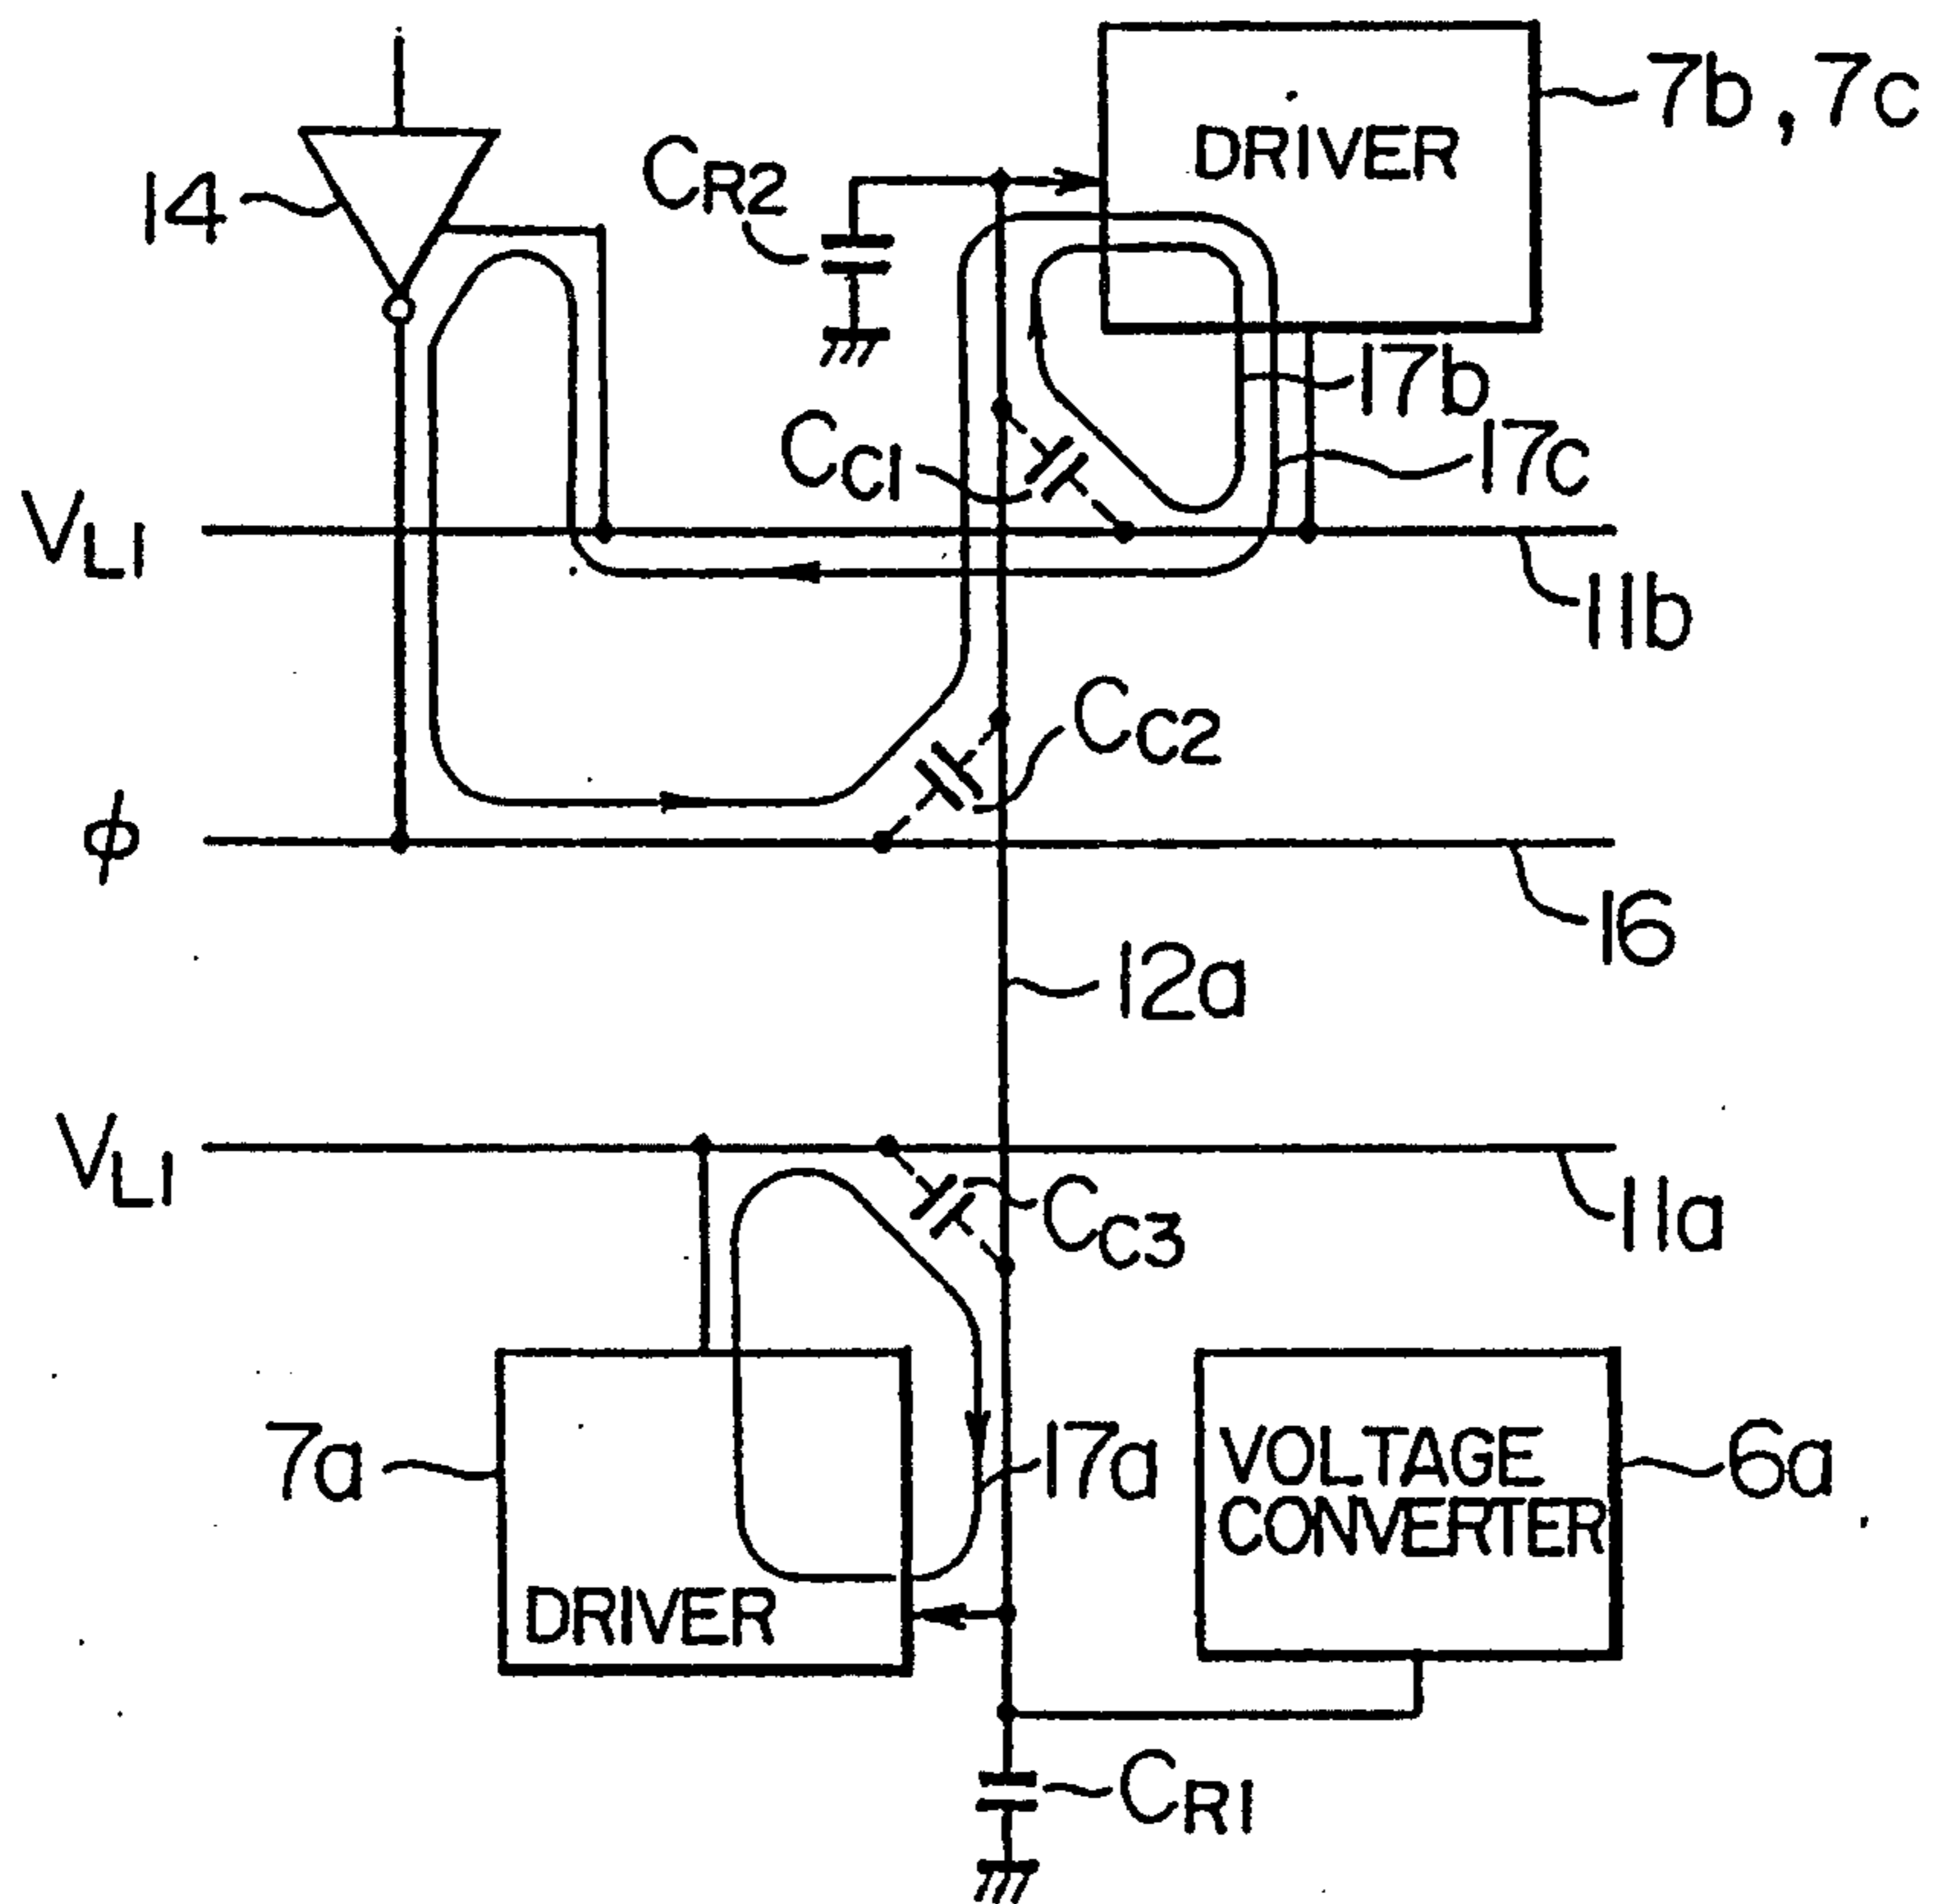 7b, 7c
DRIVER
14
CR2
17b
CC1
17c
VL1
11b
CC2
ϕ
16
12a
VL1
11a
CC3
7a
17a
VOLTAGE
CONVERTER
6a
DRIVER
CR1